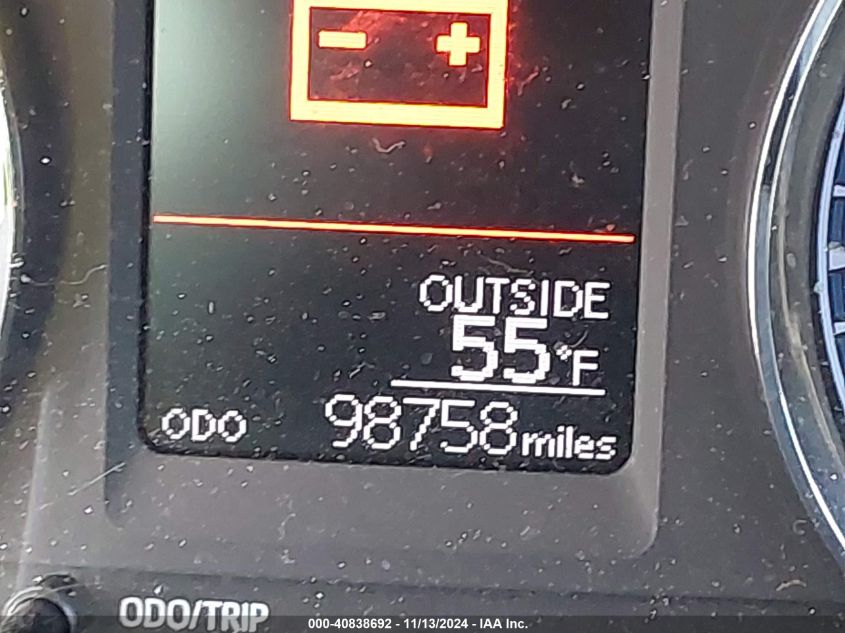 - +
OUTSIDE
55°F
ODO 98758 miles
ODO/TRIP
000-40838692 - 11/13/2024 - IAA Inc.